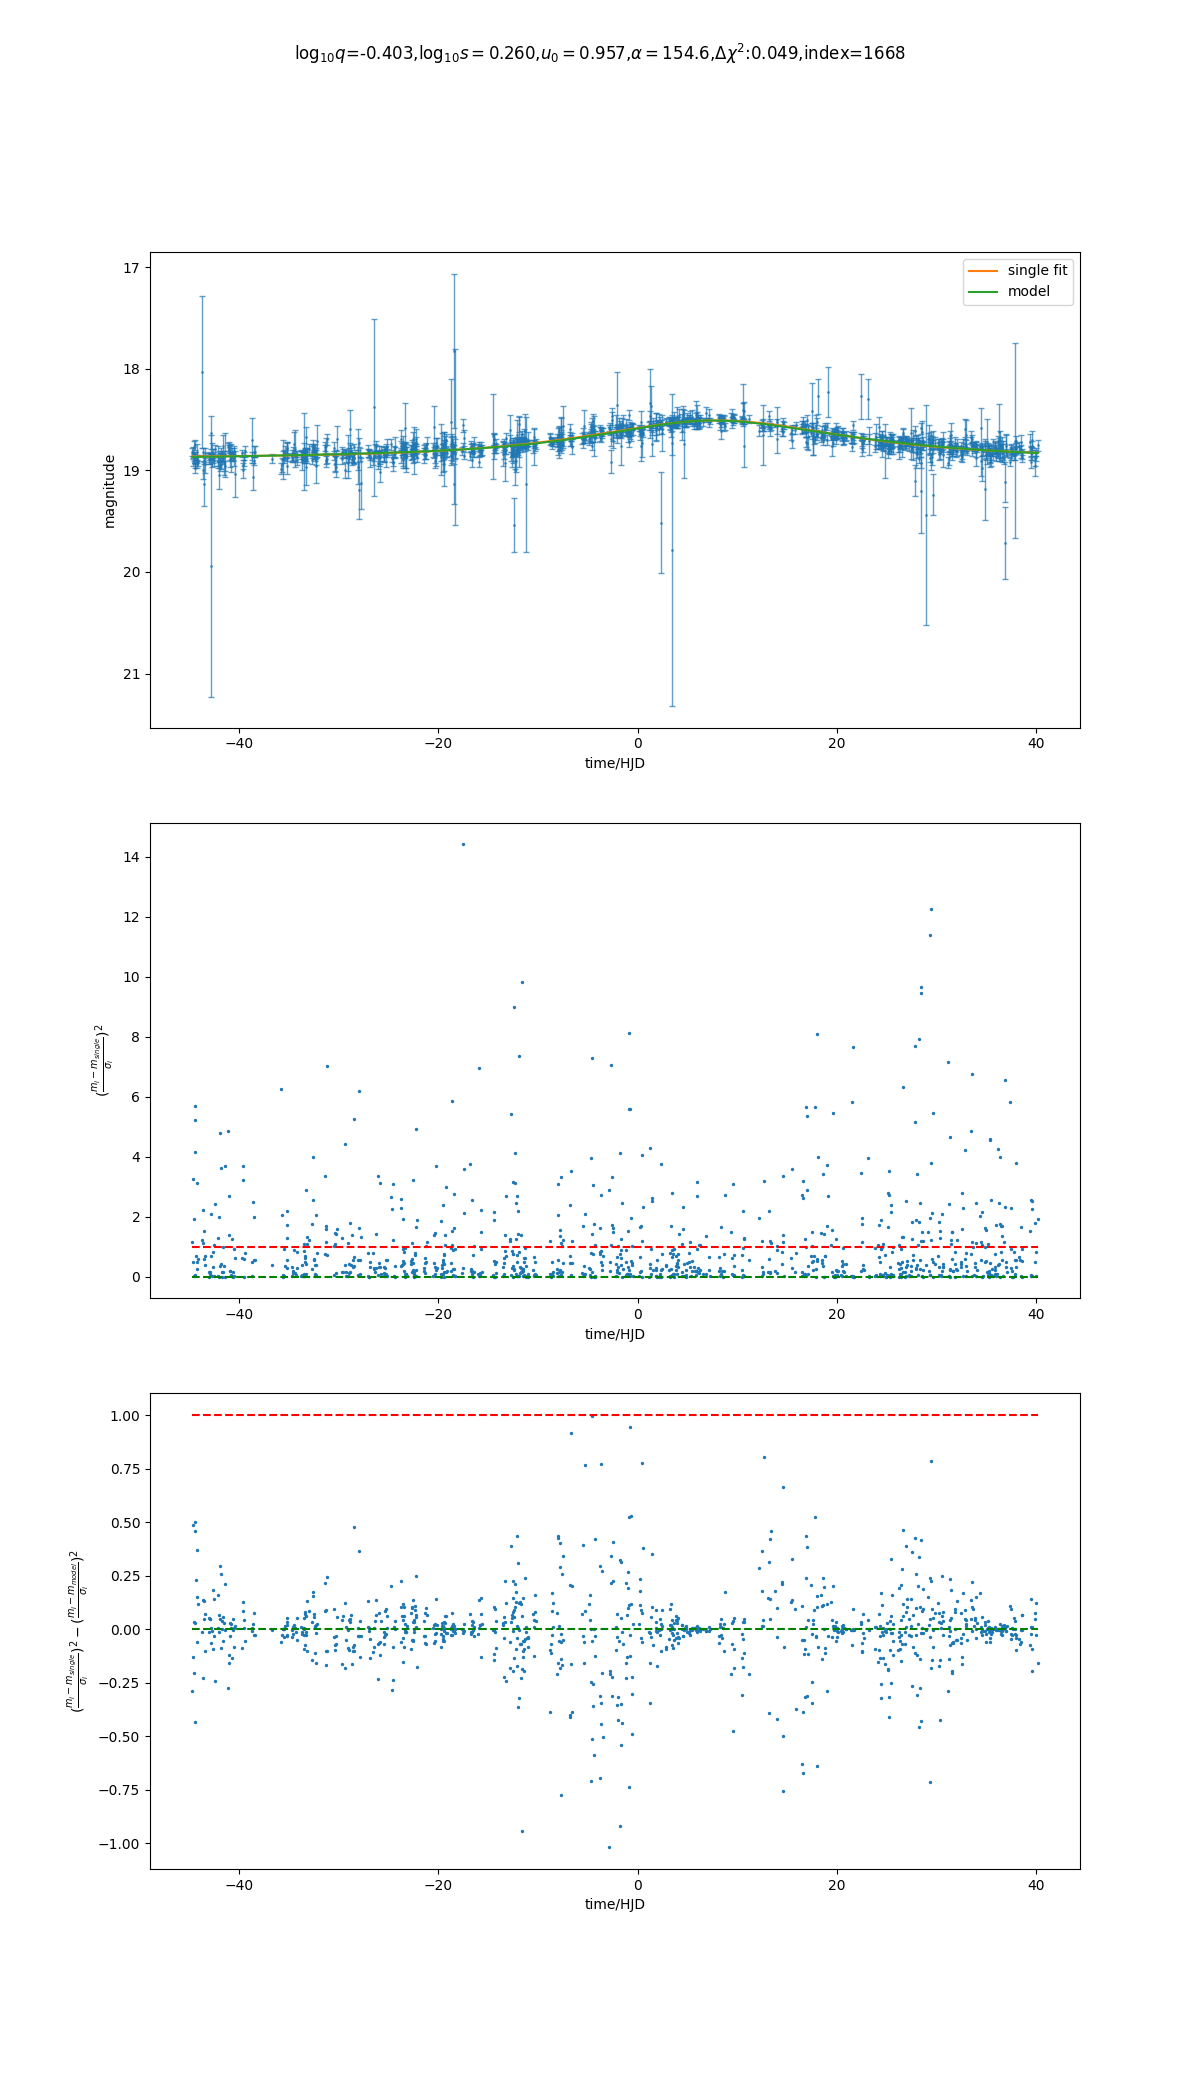 log₁₀q=-0.403,log₁₀s = 0.260,u₀ = 0.957,α = 154.6,Δχ²:0.049,index=1668
single fit
model
17
18
19
20
21
magnitude
−40 −20 0 20 40
time/HJD
14
12
10
8
6
4
2
0
(mᵢ − m_single / σᵢ)²
−40 −20 0 20 40
time/HJD
1.00
0.75
0.50
0.25
0.00
−0.25
−0.50
−0.75
−1.00
(mᵢ − m_single / σᵢ)² − (mᵢ − m_model / σᵢ)²
−40 −20 0 20 40
time/HJD